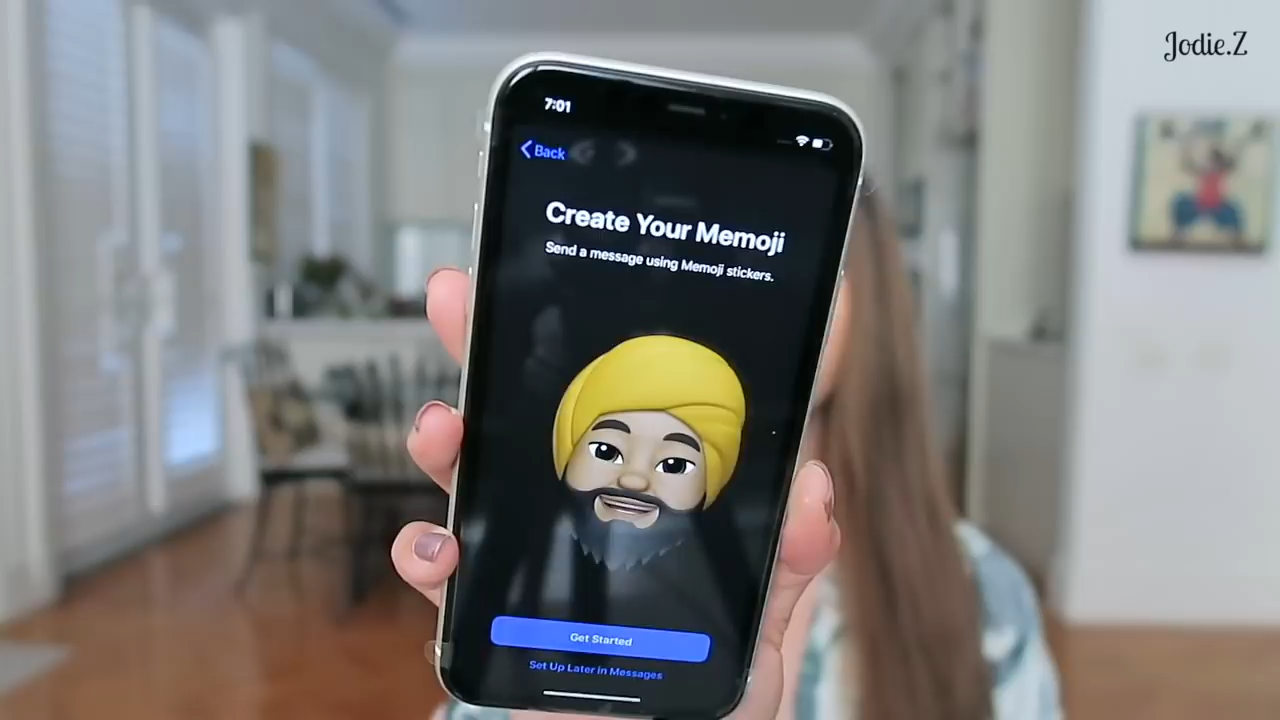 Jodie.Z
7:01
Back
Create Your Memoji
Send a message using Memoji stickers.
Get Started
Set Up Later in Messages